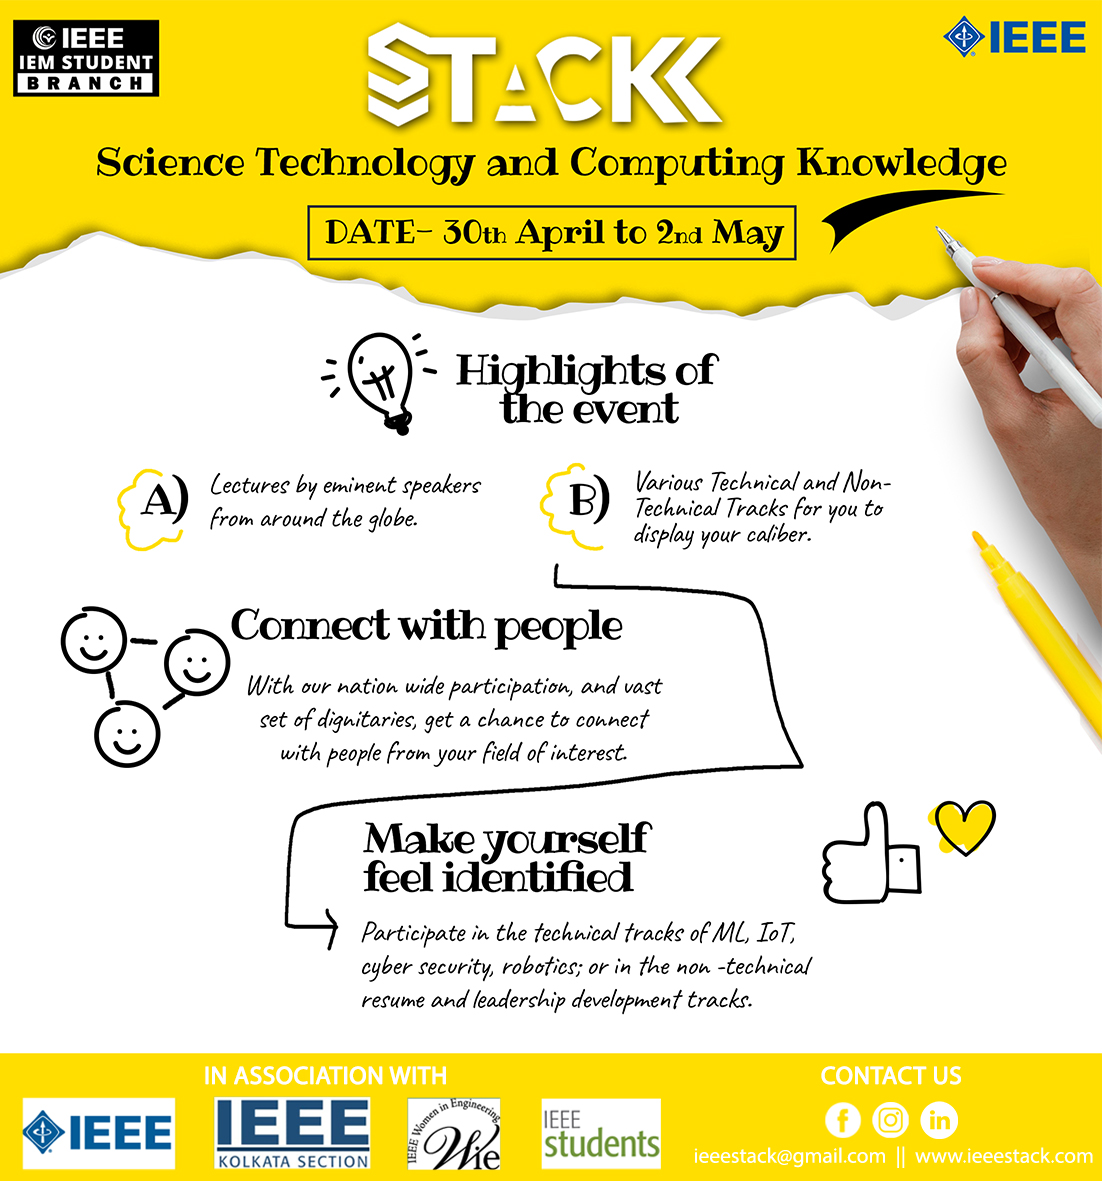 IEEE
IEM STUDENT
BRANCH
IEEE
STACK
Science Technology and Computing Knowledge
DATE- 30th April to 2nd May
Highlights of
the event
A)
Lectures by eminent speakers
from around the globe.
B)
Various Technical and Non-
Technical Tracks for you to
display your caliber.
Connect with people
With our nation wide participation, and vast
set of dignitaries, get a chance to connect
with people from your field of interest.
Make yourself
feel identified
Participate in the technical tracks of ML, IoT,
cyber security, robotics; or in the non -technical
resume and leadership development tracks.
IN ASSOCIATION WITH
IEEE
IEEE
KOLKATA SECTION
IEEE Women in Engineering
Wie
IEEE
students
CONTACT US
f
in
ieeestack@gmail.com || www.ieeestack.com